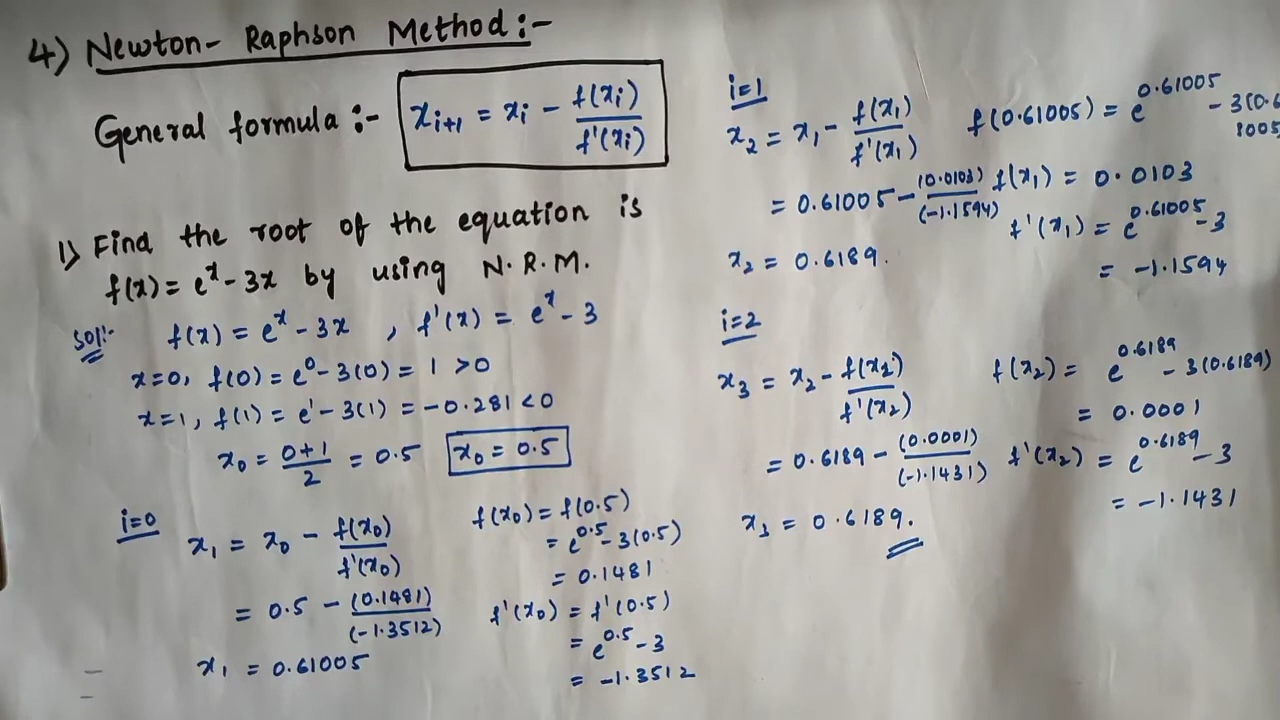 4) Newton- Raphson Method:-
General formula:- x_{i+1} = x_i - f(x_i)/f'(x_i)
1) Find the root of the equation is
f(x) = e^x - 3x by using N.R.M.
Sol:- f(x) = e^x - 3x , f'(x) = e^x - 3
x=0, f(0) = e^0 - 3(0) = 1 >0
x=1, f(1) = e^1 - 3(1) = -0.281 <0
x_0 = (0+1)/2 = 0.5 x_0 = 0.5
i=0
x_1 = x_0 - f(x_0)/f'(x_0)
= 0.5 - (0.1481)/(-1.3512)
x_1 = 0.61005
f(x_0) = f(0.5)
= e^0.5 - 3(0.5)
= 0.1481
f'(x_0) = f'(0.5)
= e^0.5 - 3
= -1.3512
i=1
x_2 = x_1 - f(x_1)/f'(x_1)
= 0.61005 - (0.0103)/(-1.1594)
x_2 = 0.6189.
f(0.61005) = e^0.61005 - 3(0.6
1005
f(x_1) = 0.0103
f'(x_1) = e^0.61005 - 3
= -1.1594
i=2
x_3 = x_2 - f(x_2)/f'(x_2)
= 0.6189 - (0.0001)/(-1.1431)
x_3 = 0.6189.
f(x_2) = e^0.6189 - 3(0.6189)
= 0.0001
f'(x_2) = e^0.6189 - 3
= -1.1431